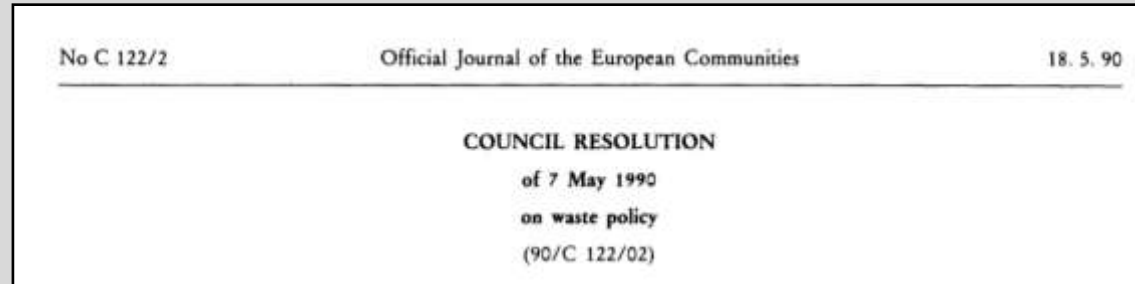 No C 122/2 Official Journal of the European Communities 18. 5. 90
COUNCIL RESOLUTION
of 7 May 1990
on waste policy
(90/C 122/02)